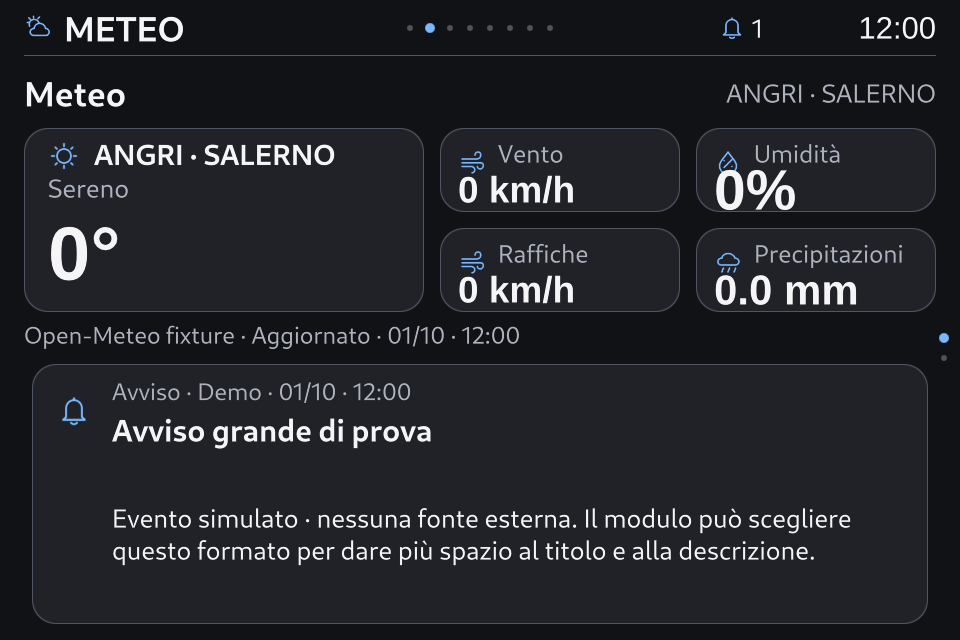 METEO
1
12:00
Meteo
ANGRI · SALERNO
ANGRI · SALERNO
Sereno
0°
Vento
0 km/h
Umidità
0%
Raffiche
0 km/h
Precipitazioni
0.0 mm
Open-Meteo fixture · Aggiornato · 01/10 · 12:00
Avviso · Demo · 01/10 · 12:00
Avviso grande di prova
Evento simulato · nessuna fonte esterna. Il modulo può scegliere
questo formato per dare più spazio al titolo e alla descrizione.